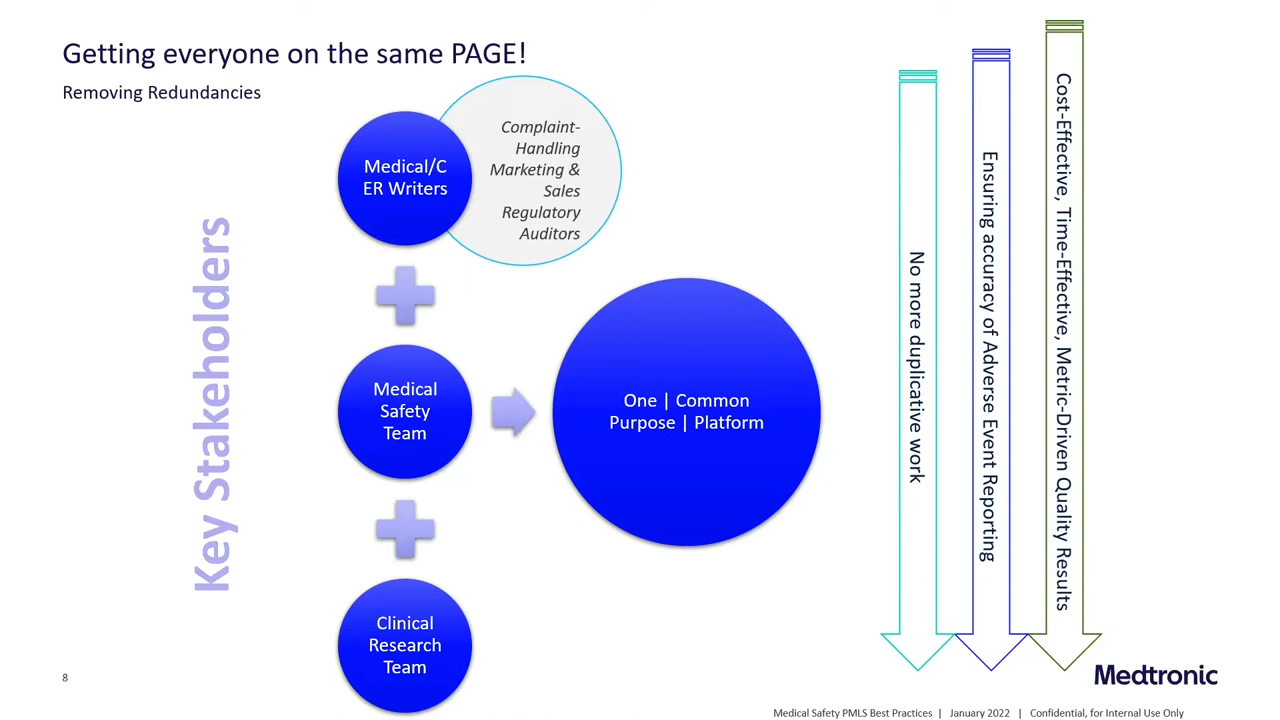 Getting everyone on the same PAGE!
Removing Redundancies
Key Stakeholders
Medical/C
ER Writers
Complaint-
Handling
Marketing &
Sales
Regulatory
Auditors
Medical
Safety
Team
Clinical
Research
Team
One | Common
Purpose | Platform
No more duplicative work
Ensuring accuracy of Adverse Event Reporting
Cost-Effective, Time-Effective, Metric-Driven Quality Results
8
Medtronic
Medical Safety PMLS Best Practices | January 2022 | Confidential, for Internal Use Only